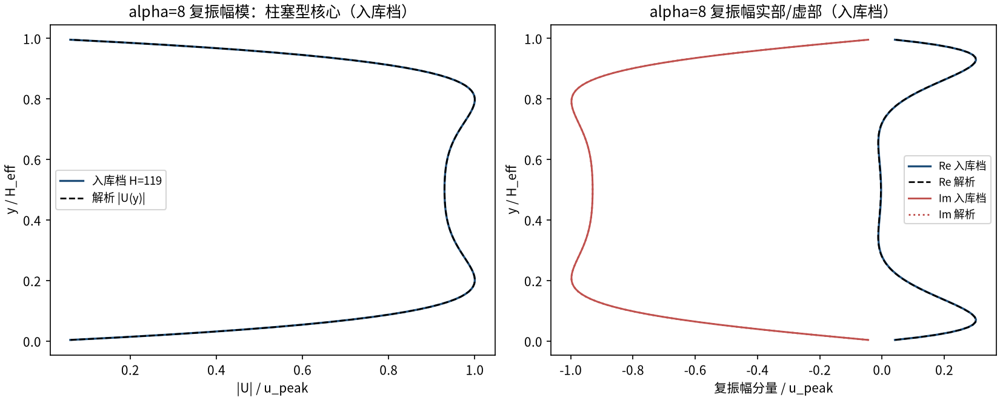 alpha=8 复振幅模：柱塞型核心（入库档）
1.0
0.8
0.6
0.4
0.2
0.0
y / H_eff
入库档 H=119
解析 |U(y)|
0.2 0.4 0.6 0.8 1.0
|U| / u_peak
alpha=8 复振幅实部/虚部（入库档）
1.0
0.8
0.6
0.4
0.2
0.0
y / H_eff
Re 入库档
Re 解析
Im 入库档
Im 解析
-1.0 -0.8 -0.6 -0.4 -0.2 0.0 0.2
复振幅分量 / u_peak